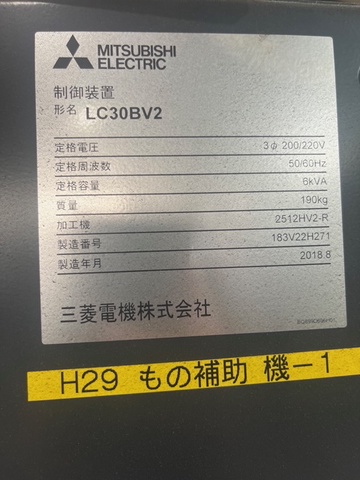 MITSUBISHI
ELECTRIC
制御装置
形名 LC30BV2
定格電圧 3φ 200/220V
定格周波数 50/60Hz
定格容量 6kVA
質量 190kg
加工機 2512HV2-R
製造番号 183V22H271
製造年月 2018.8
三菱電機株式会社
H29 もの補助 機-1